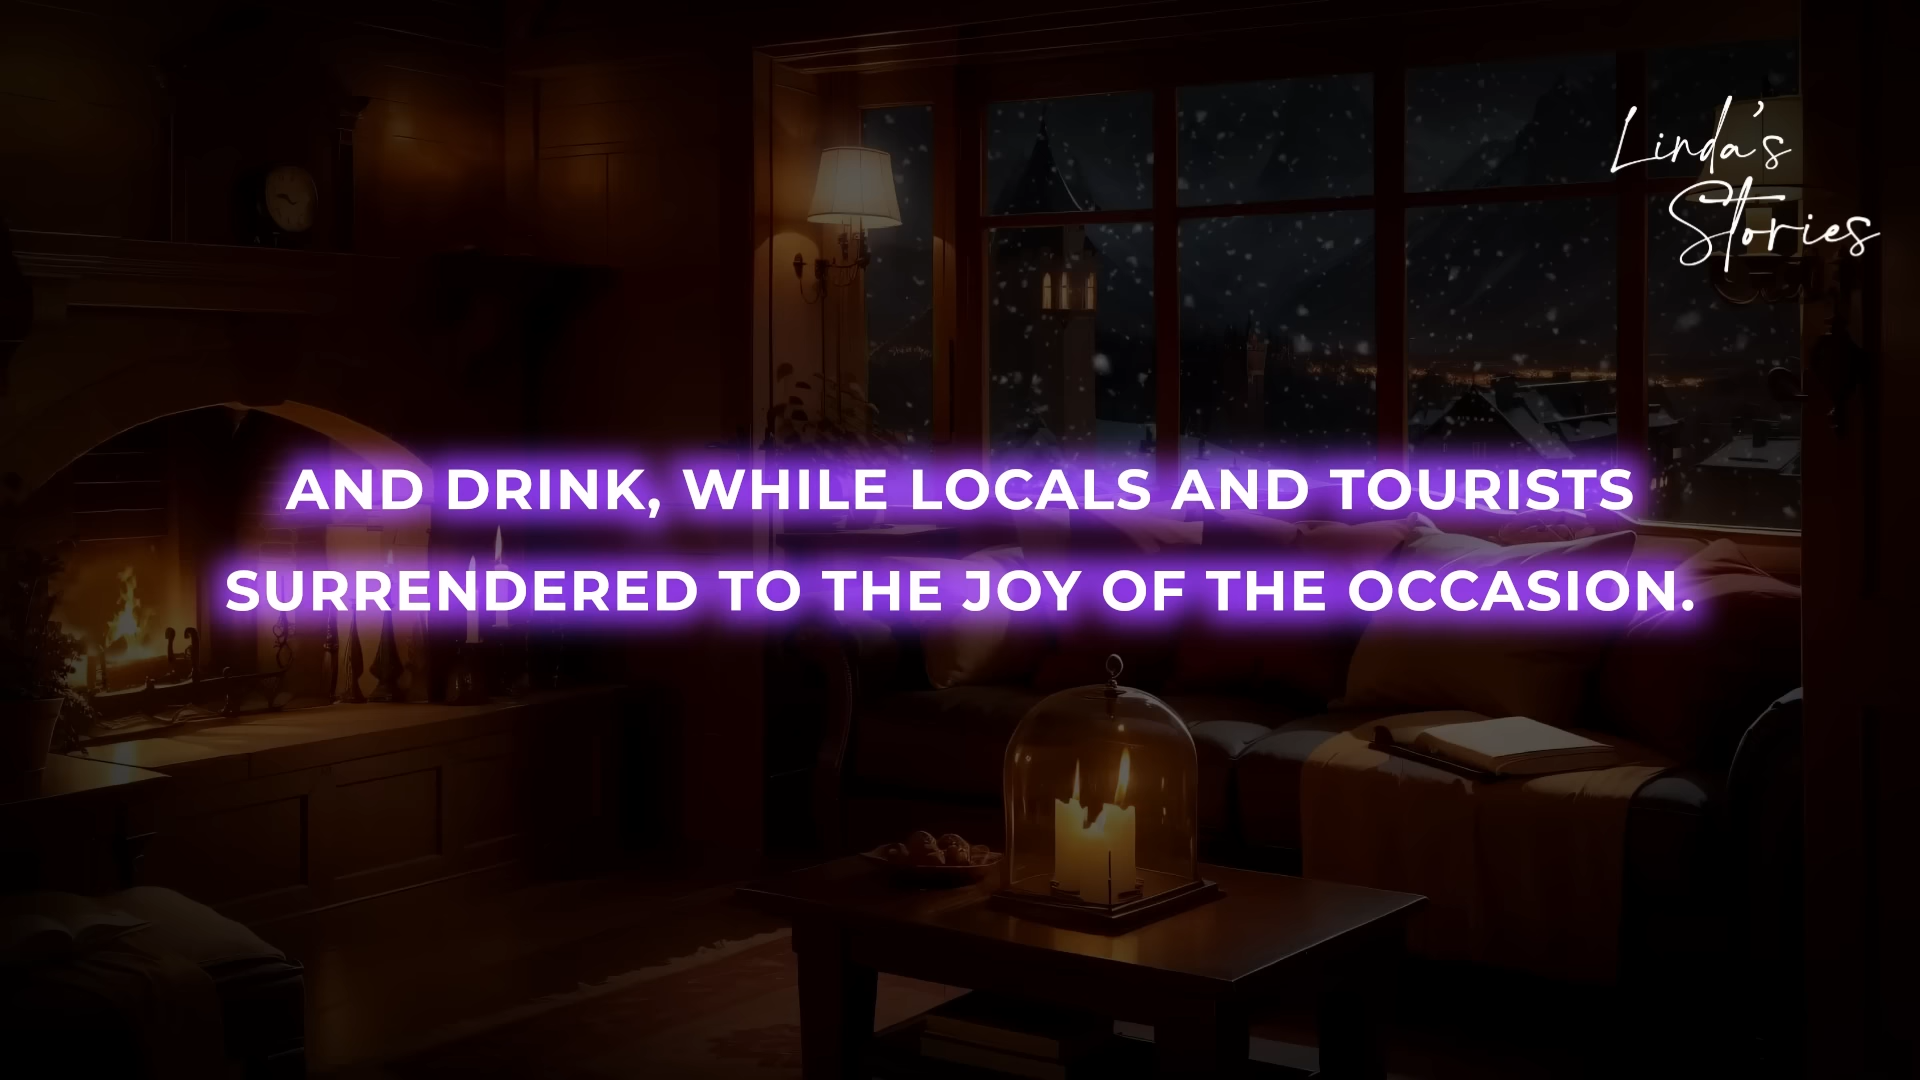 Linda's
Stories
AND DRINK, WHILE LOCALS AND TOURISTS
SURRENDERED TO THE JOY OF THE OCCASION.